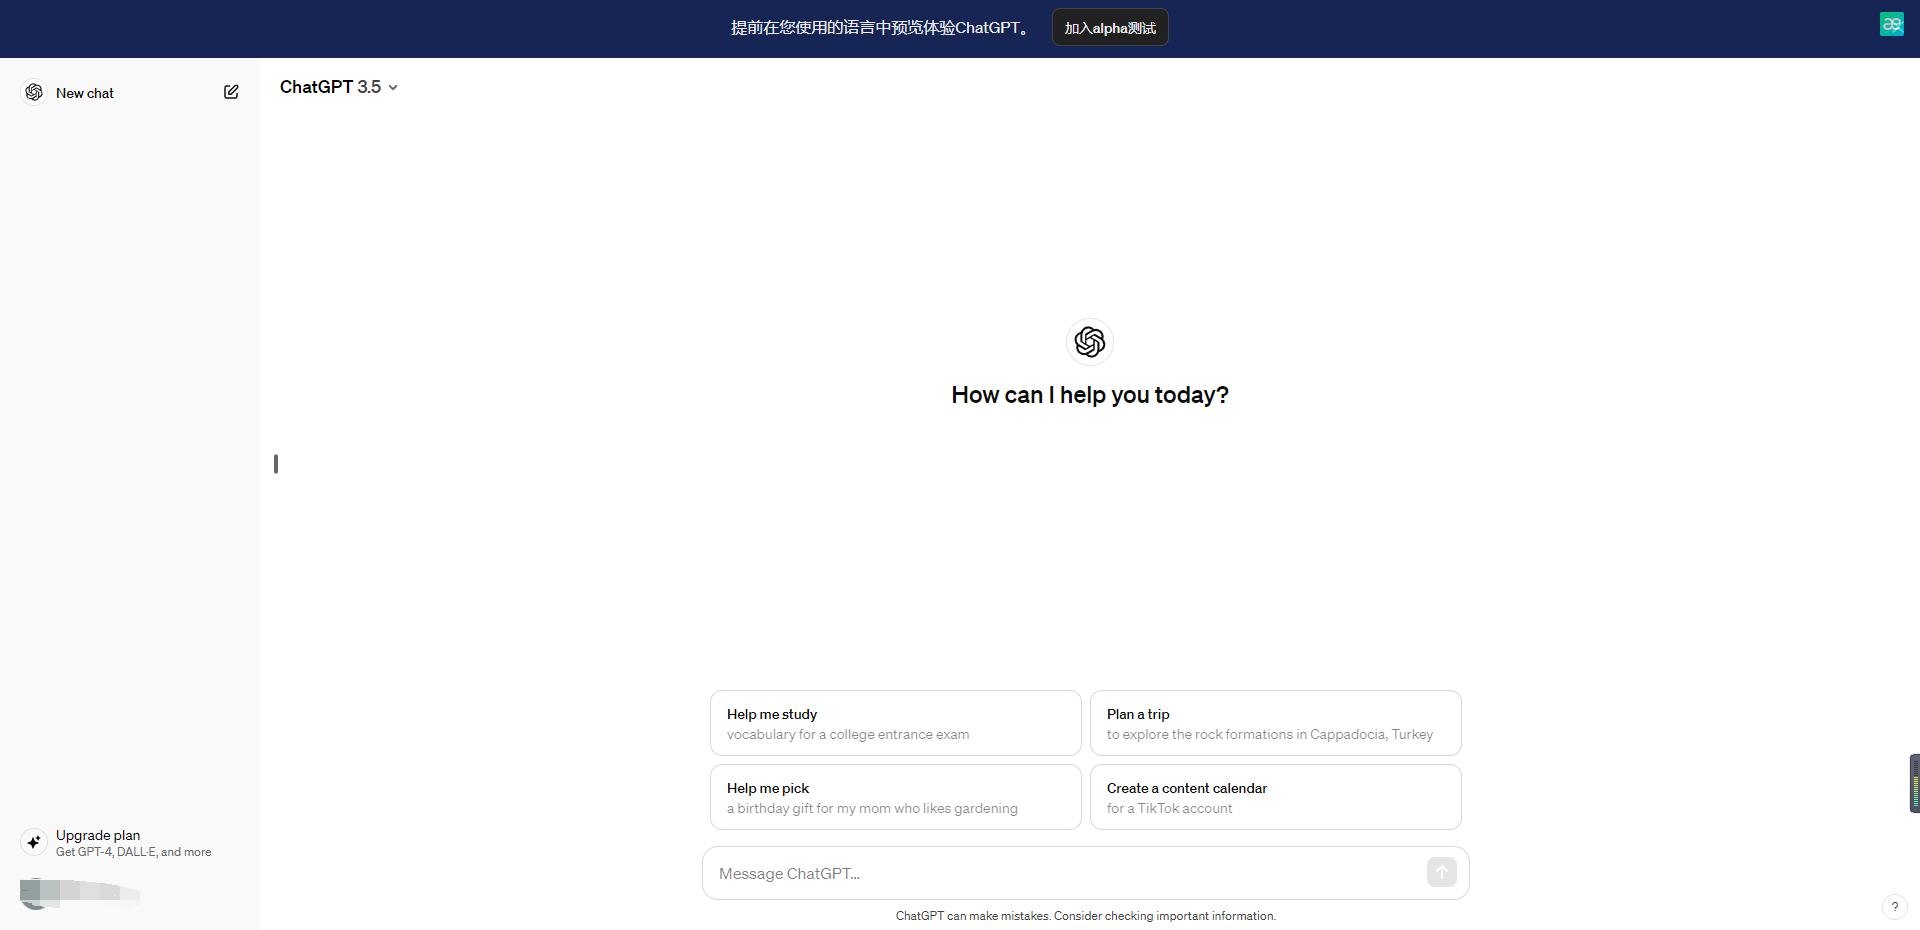 提前在您使用的语言中预览体验ChatGPT。
加入alpha测试
New chat
ChatGPT 3.5
How can I help you today?
Help me study
vocabulary for a college entrance exam
Plan a trip
to explore the rock formations in Cappadocia, Turkey
Help me pick
a birthday gift for my mom who likes gardening
Create a content calendar
for a TikTok account
Upgrade plan
Get GPT-4, DALL·E, and more
Message ChatGPT...
ChatGPT can make mistakes. Consider checking important information.
?